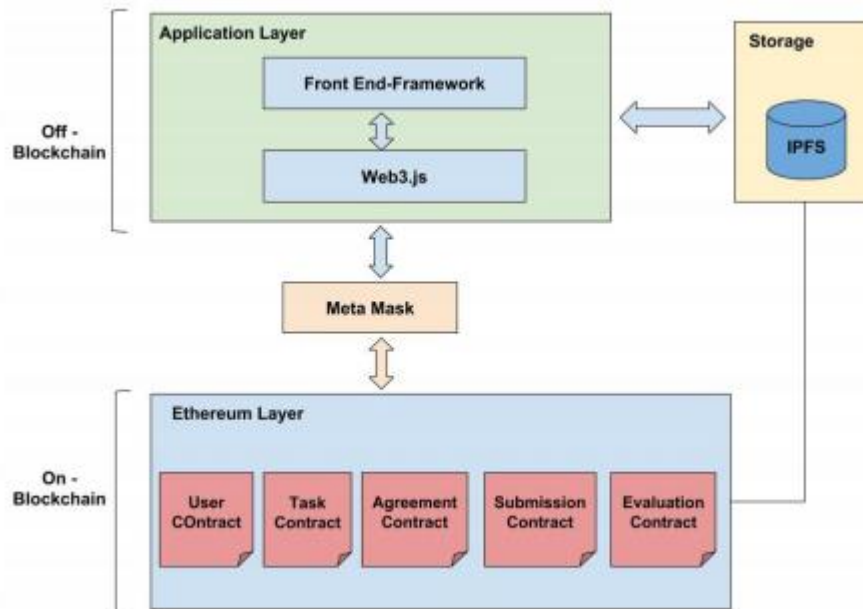 Application Layer
Storage
Front End-Framework
Off -
Blockchain
IPFS
Web3.js
Meta Mask
Ethereum Layer
On -
Blockchain
User
COntract
Task
Contract
Agreement
Contract
Submission
Contract
Evaluation
Contract